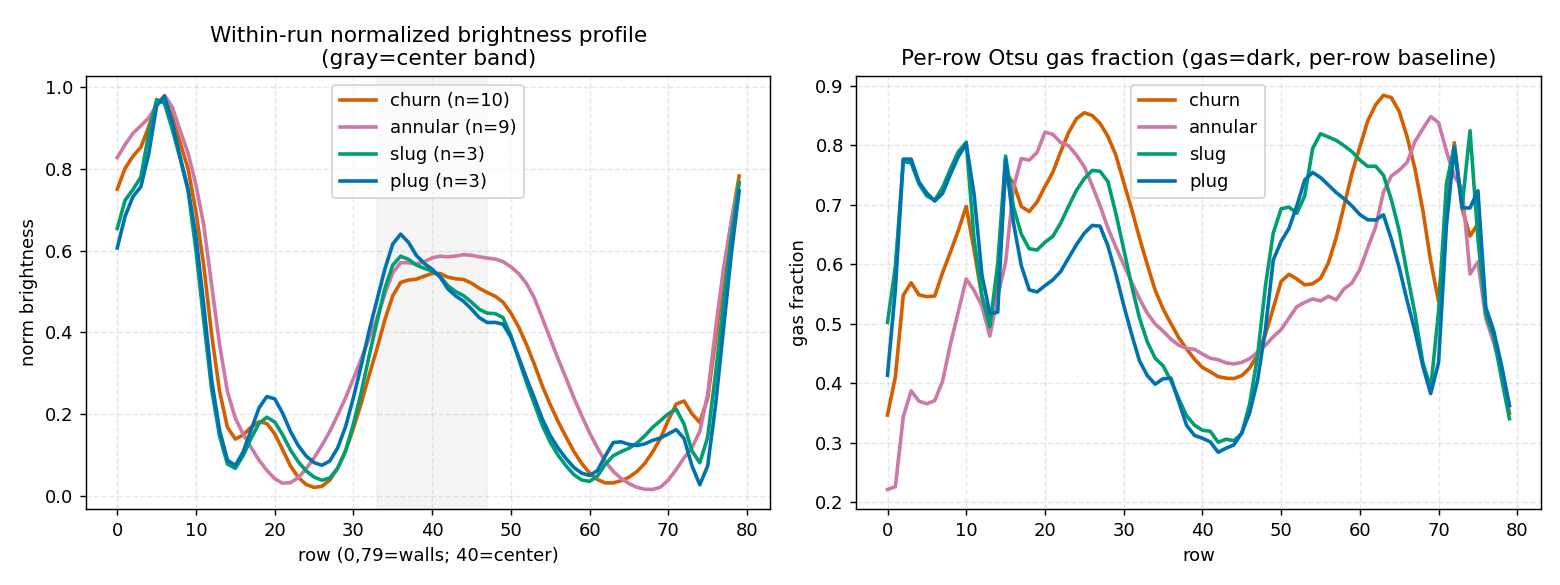 Within-run normalized brightness profile
(gray=center band)
norm brightness
1.0
0.8
0.6
0.4
0.2
0.0
churn (n=10)
annular (n=9)
slug (n=3)
plug (n=3)
0 10 20 30 40 50 60 70 80
row (0,79=walls; 40=center)
Per-row Otsu gas fraction (gas=dark, per-row baseline)
gas fraction
0.9
0.8
0.7
0.6
0.5
0.4
0.3
0.2
churn
annular
slug
plug
0 10 20 30 40 50 60 70 80
row